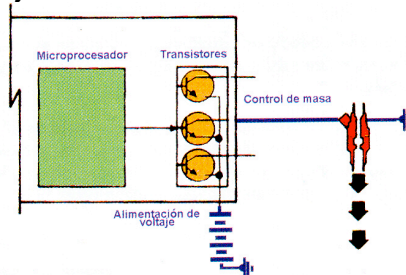 Microprocesador
Transistores
Control de masa
Alimentación de
voltaje